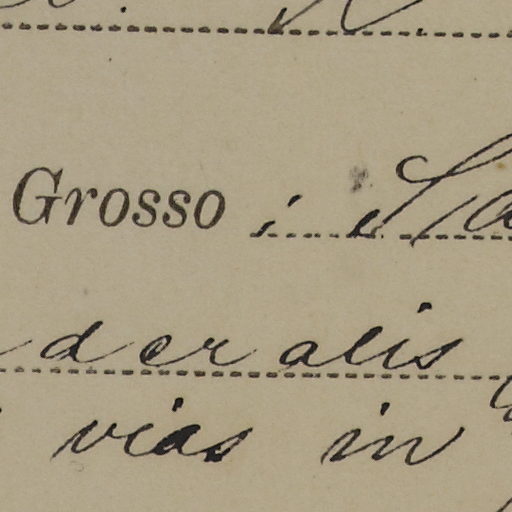 Grosso
deralis
vias in